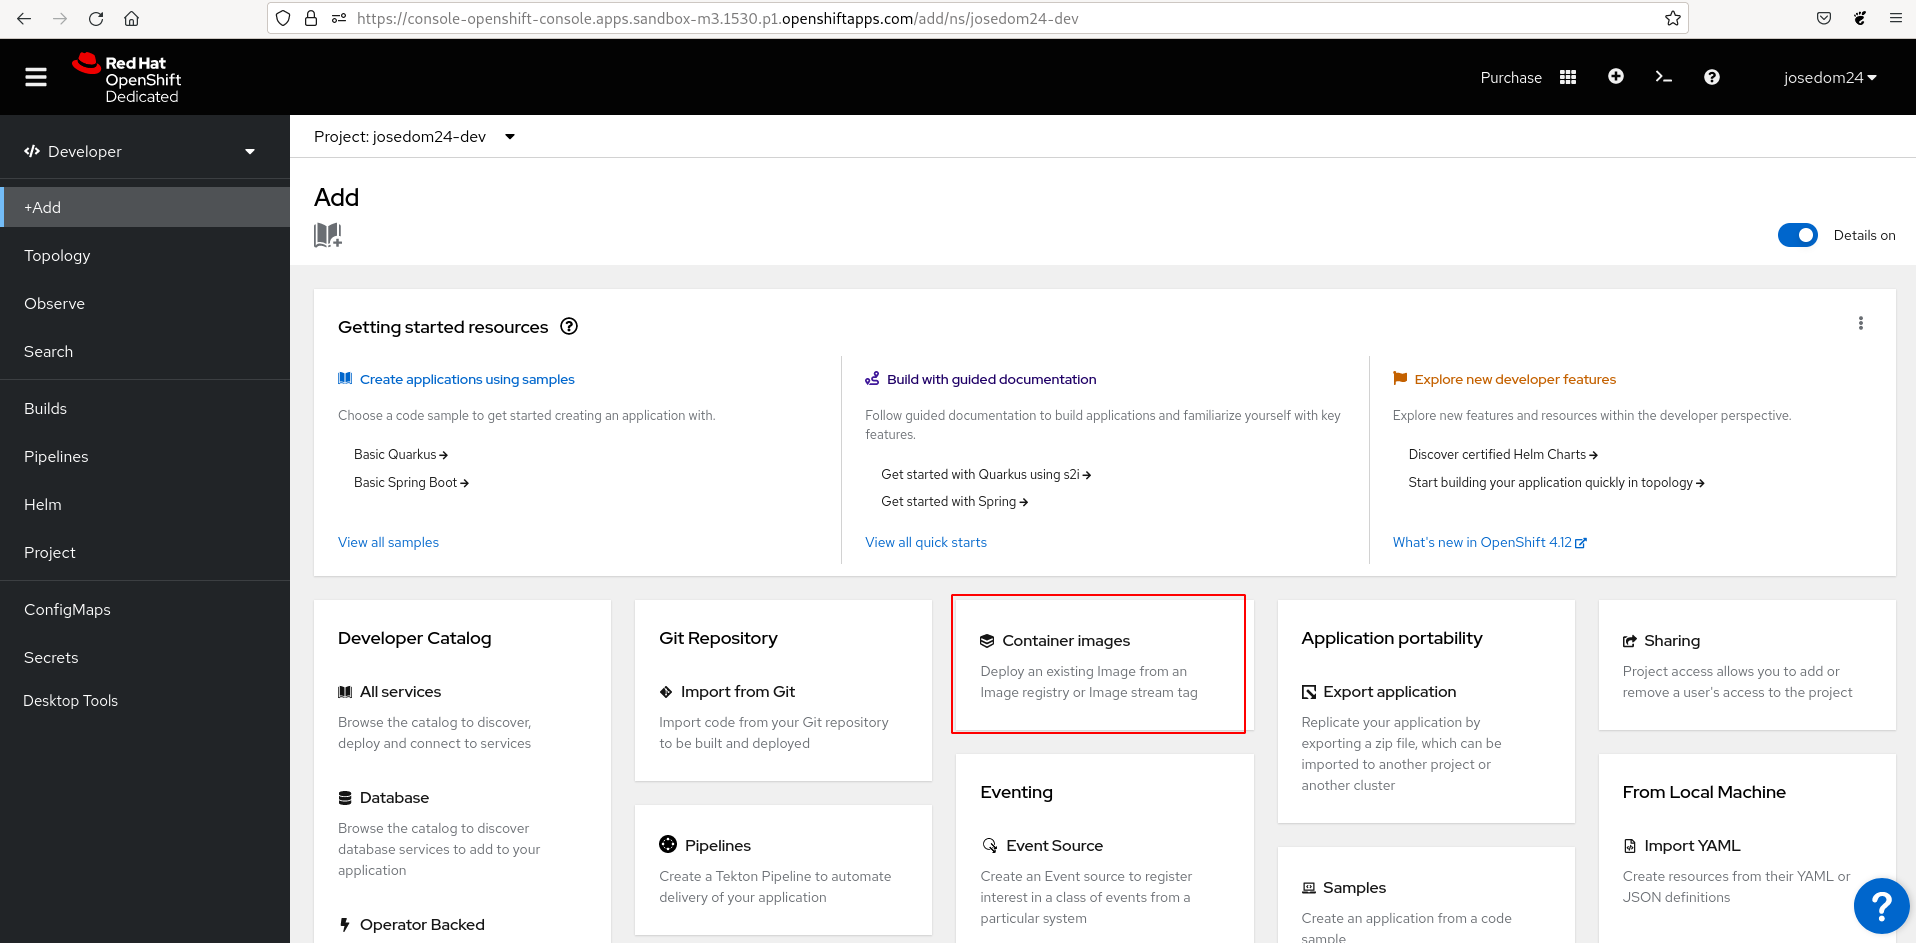 https://console-openshift-console.apps.sandbox-m3.1530.p1.openshiftapps.com/add/ns/josedom24-dev
Red Hat
OpenShift
Dedicated
Purchase
josedom24
Developer
+Add
Topology
Observe
Search
Builds
Pipelines
Helm
Project
ConfigMaps
Secrets
Desktop Tools
Project: josedom24-dev
Add
Details on
Getting started resources
Create applications using samples
Choose a code sample to get started creating an application with.
Basic Quarkus
Basic Spring Boot
View all samples
Build with guided documentation
Follow guided documentation to build applications and familiarize yourself with key
features.
Get started with Quarkus using s2i
Get started with Spring
View all quick starts
Explore new developer features
Explore new features and resources within the developer perspective.
Discover certified Helm Charts
Start building your application quickly in topology
What's new in OpenShift 4.12
Developer Catalog
All services
Browse the catalog to discover,
deploy and connect to services
Database
Browse the catalog to discover
database services to add to your
application
Operator Backed
Git Repository
Import from Git
Import code from your Git repository
to be built and deployed
Pipelines
Create a Tekton Pipeline to automate
delivery of your application
Container images
Deploy an existing Image from an
Image registry or Image stream tag
Eventing
Event Source
Create an Event source to register
interest in a class of events from a
particular system
Application portability
Export application
Replicate your application by
exporting a zip file, which can be
imported to another project or
another cluster
Samples
Create an application from a code
sample
Sharing
Project access allows you to add or
remove a user's access to the project
From Local Machine
Import YAML
Create resources from their YAML or
JSON definitions